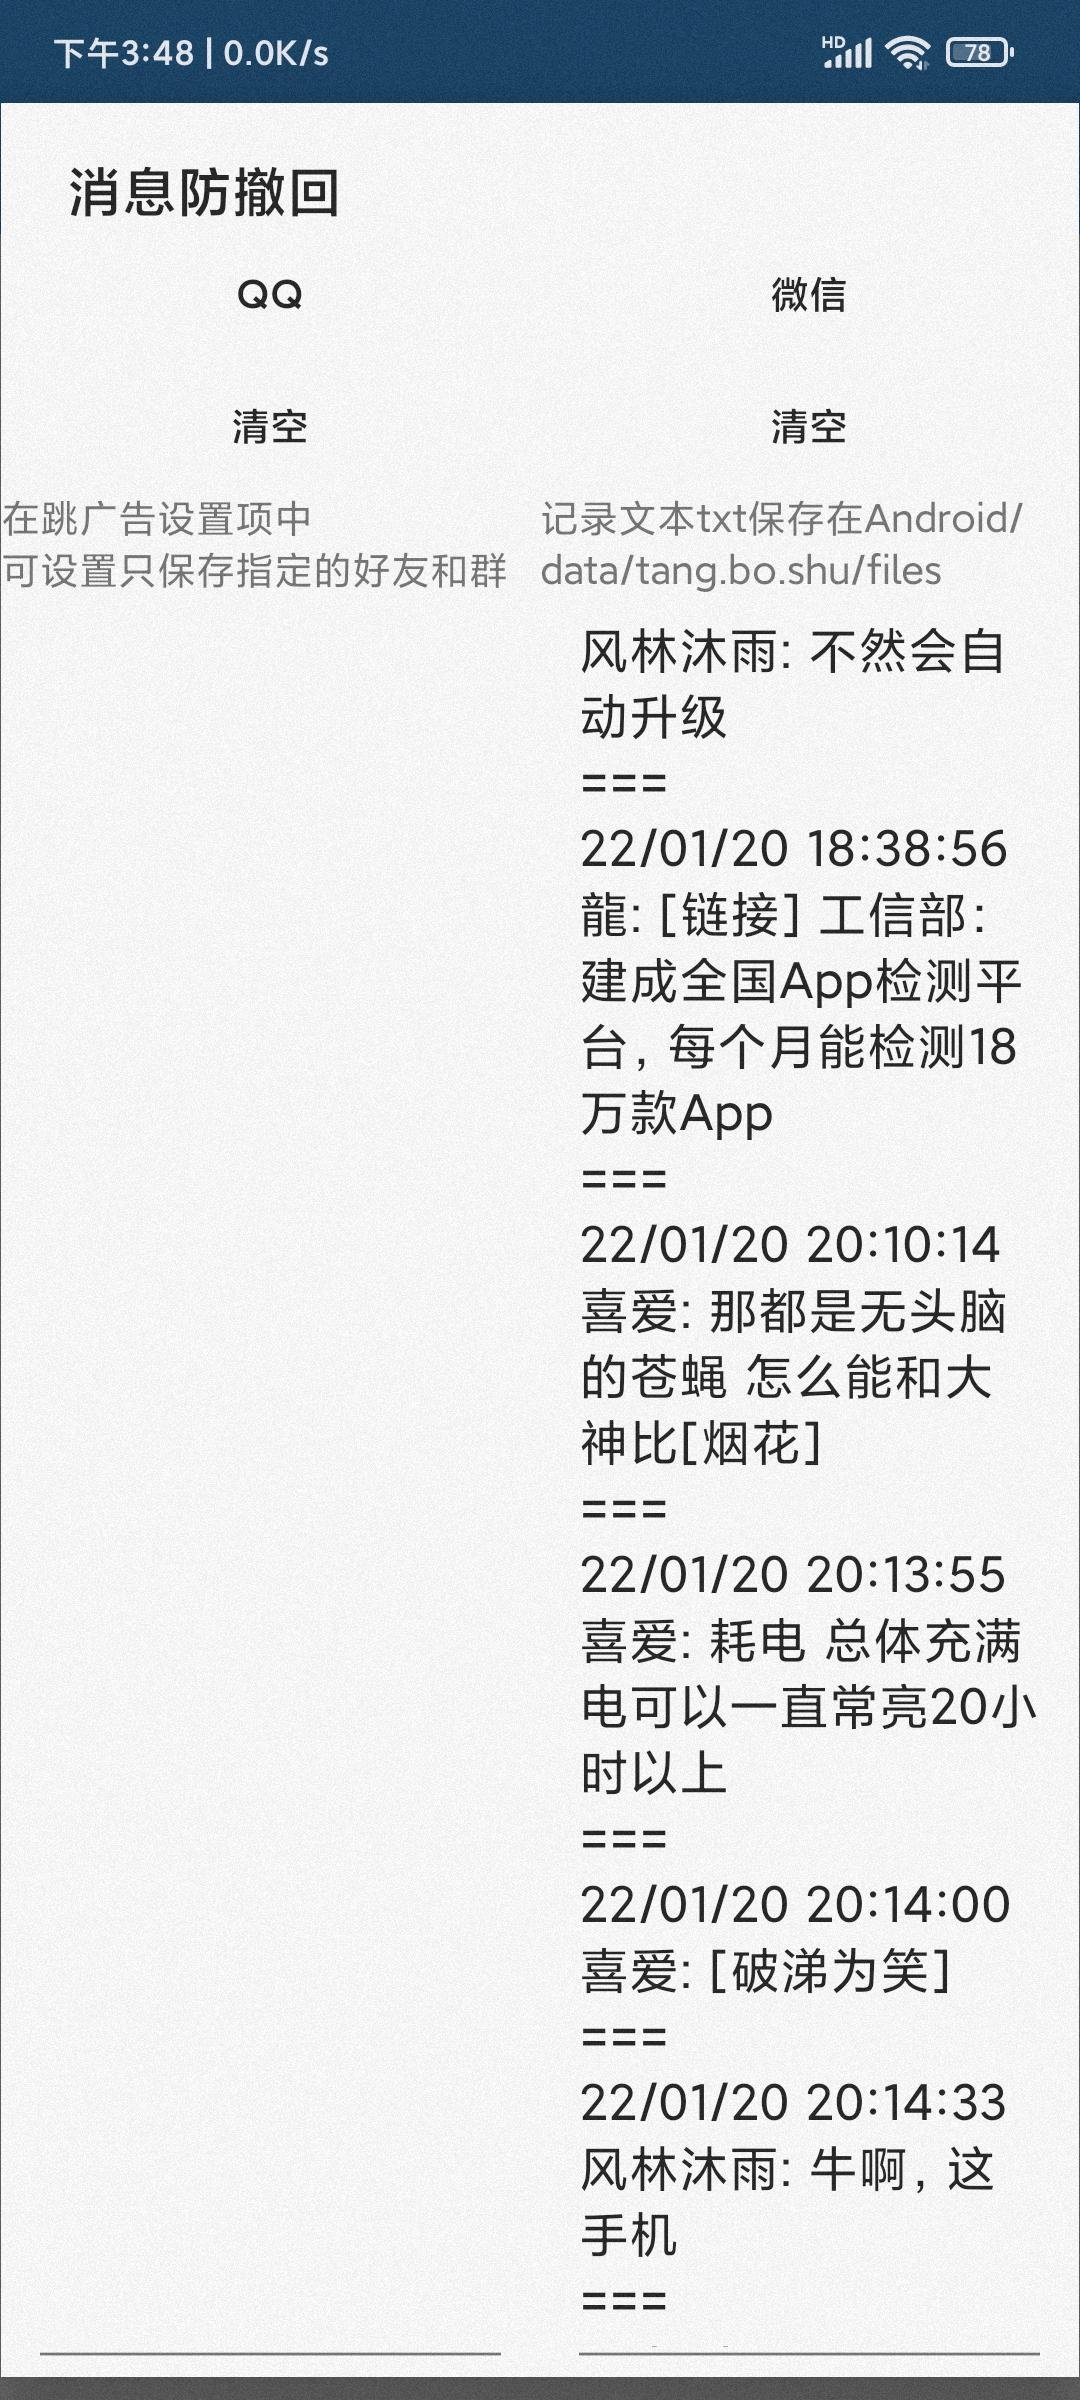 下午3:48 | 0.0K/s
HD
78
消息防撤回
QQ
微信
清空
清空
在跳广告设置项中
可设置只保存指定的好友和群
记录文本txt保存在Android/
data/tang.bo.shu/files
风林沐雨: 不然会自
动升级
===
22/01/20 18:38:56
龍: [链接] 工信部：
建成全国App检测平
台，每个月能检测18
万款App
===
22/01/20 20:10:14
喜爱: 那都是无头脑
的苍蝇 怎么能和大
神比[烟花]
===
22/01/20 20:13:55
喜爱: 耗电 总体充满
电可以一直常亮20小
时以上
===
22/01/20 20:14:00
喜爱: [破涕为笑]
===
22/01/20 20:14:33
风林沐雨: 牛啊，这
手机
===